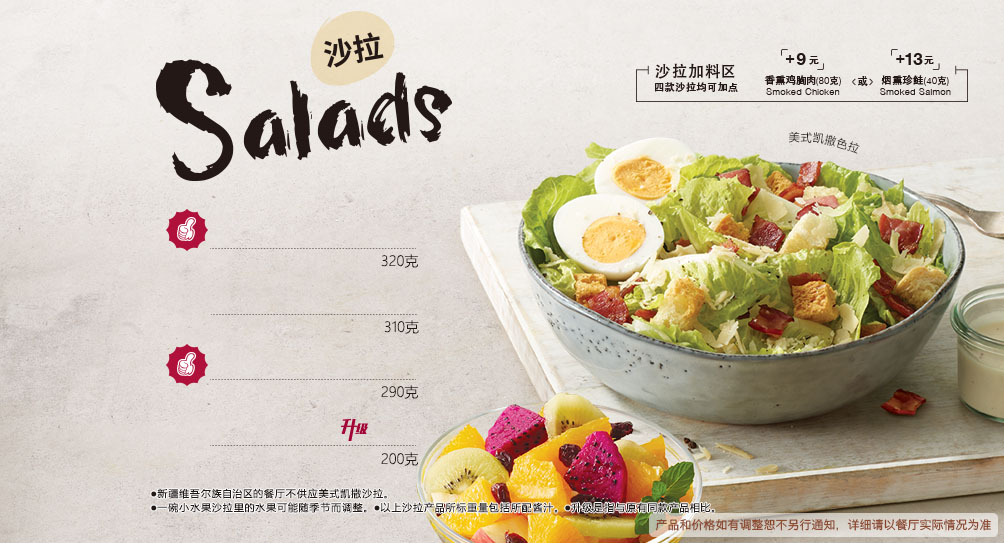 沙拉
Salads
+9元
+13元
沙拉加料区
四款沙拉均可加点
香熏鸡胸肉(80克)
Smoked Chicken
<或>
烟熏珍鲑(40克)
Smoked Salmon
美式凯撒色拉
320克
310克
290克
升级
200克
●新疆维吾尔族自治区的餐厅不供应美式凯撒沙拉。
●一碗小水果沙拉里的水果可能随季节而调整。●以上沙拉产品所标重量包括所配酱汁。●升级是指与原有同款产品相比。
产品和价格如有调整恕不另行通知，详细请以餐厅实际情况为准